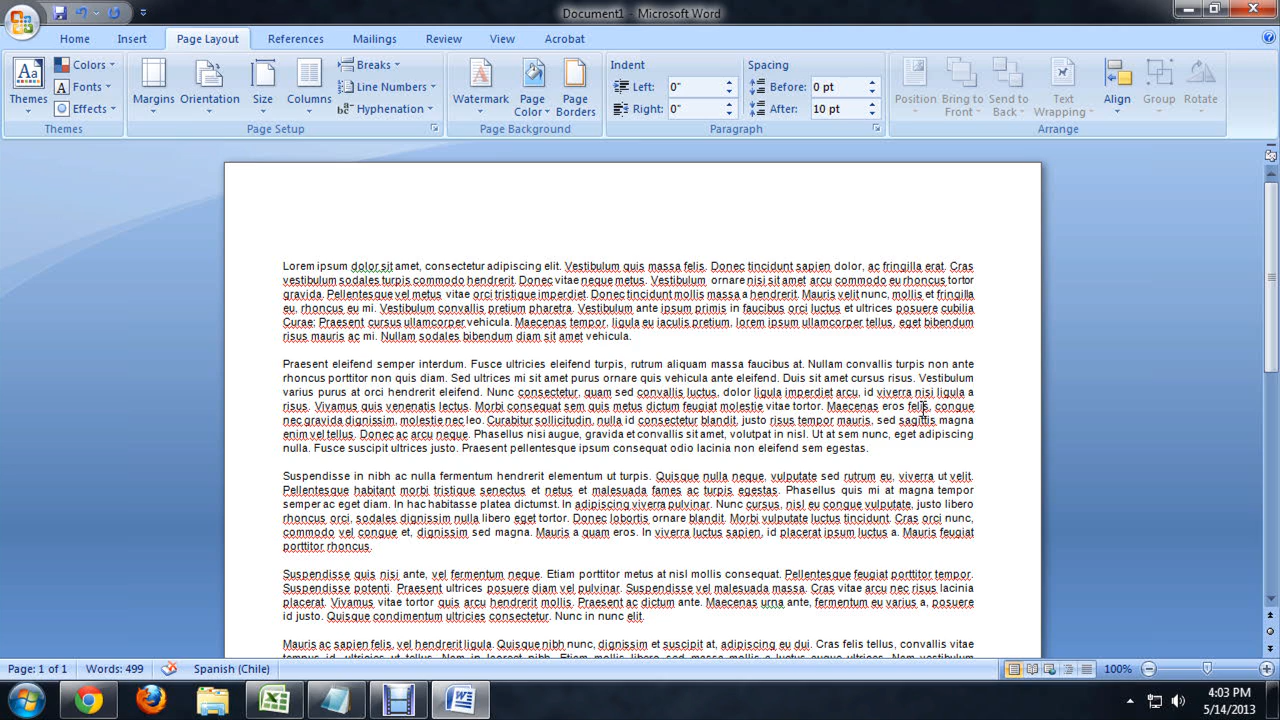 Document1 - Microsoft Word
Home Insert Page Layout References Mailings Review View Acrobat
Themes
Colors
Fonts
Effects
Themes
Margins
Orientation
Size
Columns
Breaks
Line Numbers
Hyphenation
Page Setup
Watermark
Page Color
Page Borders
Page Background
Indent
Left: 0"
Right: 0"
Spacing
Before: 0 pt
After: 10 pt
Paragraph
Position
Bring to Front
Send to Back
Text Wrapping
Align
Group
Rotate
Arrange
Lorem ipsum dolor sit amet, consectetur adipiscing elit. Vestibulum quis massa felis. Donec tincidunt sapien dolor, ac fringilla erat. Cras
vestibulum sodales turpis commodo hendrerit. Donec vitae neque metus. Vestibulum ornare nisi sit amet arcu commodo eu rhoncus tortor
gravida. Pellentesque vel metus vitae orci tristique imperdiet. Donec tincidunt mollis massa a hendrerit. Mauris velit nunc, mollis et fringilla
eu, rhoncus eu mi. Vestibulum convallis pretium pharetra. Vestibulum ante ipsum primis in faucibus orci luctus et ultrices posuere cubilia
Curae; Praesent cursus ullamcorper vehicula. Maecenas tempor, ligula eu iaculis pretium, lorem ipsum ullamcorper tellus, eget bibendum
risus mauris ac mi. Nullam sodales bibendum diam sit amet vehicula.
Praesent eleifend semper interdum. Fusce ultricies eleifend turpis, rutrum aliquam massa faucibus at. Nullam convallis turpis non ante
rhoncus porttitor non quis diam. Sed ultrices mi sit amet purus ornare quis vehicula ante eleifend. Duis sit amet cursus risus. Vestibulum
varius purus at orci hendrerit eleifend. Nunc consectetur, quam sed convallis luctus, dolor ligula imperdiet arcu, id viverra nisi ligula a
risus. Vivamus quis venenatis lectus. Morbi consequat sem quis metus dictum feugiat molestie vitae tortor. Maecenas eros felis, congue
nec gravida dignissim, molestie nec leo. Curabitur sollicitudin, nulla id consectetur blandit, justo risus tempor mauris, sed sagittis magna
enim vel tellus. Donec ac arcu neque. Phasellus nisi augue, gravida et convallis sit amet, volutpat in nisl. Ut at sem nunc, eget adipiscing
nulla. Fusce suscipit ultrices justo. Praesent pellentesque ipsum consequat odio lacinia non eleifend sem egestas.
Suspendisse in nibh ac nulla fermentum hendrerit elementum ut turpis. Quisque nulla neque, vulputate sed rutrum eu, viverra ut velit.
Pellentesque habitant morbi tristique senectus et netus et malesuada fames ac turpis egestas. Phasellus quis mi at magna tempor
semper ac eget diam. In hac habitasse platea dictumst. In adipiscing viverra pulvinar. Nunc cursus, nisl eu congue vulputate, justo libero
rhoncus orci, sodales dignissim nulla libero eget tortor. Donec lobortis ornare blandit. Morbi vulputate luctus tincidunt. Cras orci nunc,
commodo vel congue et, dignissim sed magna. Mauris a quam eros. In viverra luctus sapien, id placerat ipsum luctus a. Mauris feugiat
porttitor rhoncus.
Suspendisse quis nisi ante, vel fermentum neque. Etiam porttitor metus at nisl mollis consequat. Pellentesque feugiat porttitor tempor.
Suspendisse potenti. Praesent ultrices posuere diam vel pulvinar. Suspendisse vel malesuada massa. Cras vitae arcu nec risus lacinia
placerat. Vivamus vitae tortor quis arcu hendrerit mollis. Praesent ac dictum ante. Maecenas urna ante, fermentum eu varius a, posuere
id justo. Quisque condimentum ultricies consectetur. Nunc in nunc elit.
Mauris ac sapien felis, vel hendrerit ligula. Quisque nibh nunc, dignissim et suscipit at, adipiscing eu dui. Cras felis tellus, convallis vitae
Page: 1 of 1 Words: 499 Spanish (Chile) 100%
4:03 PM
5/14/2013